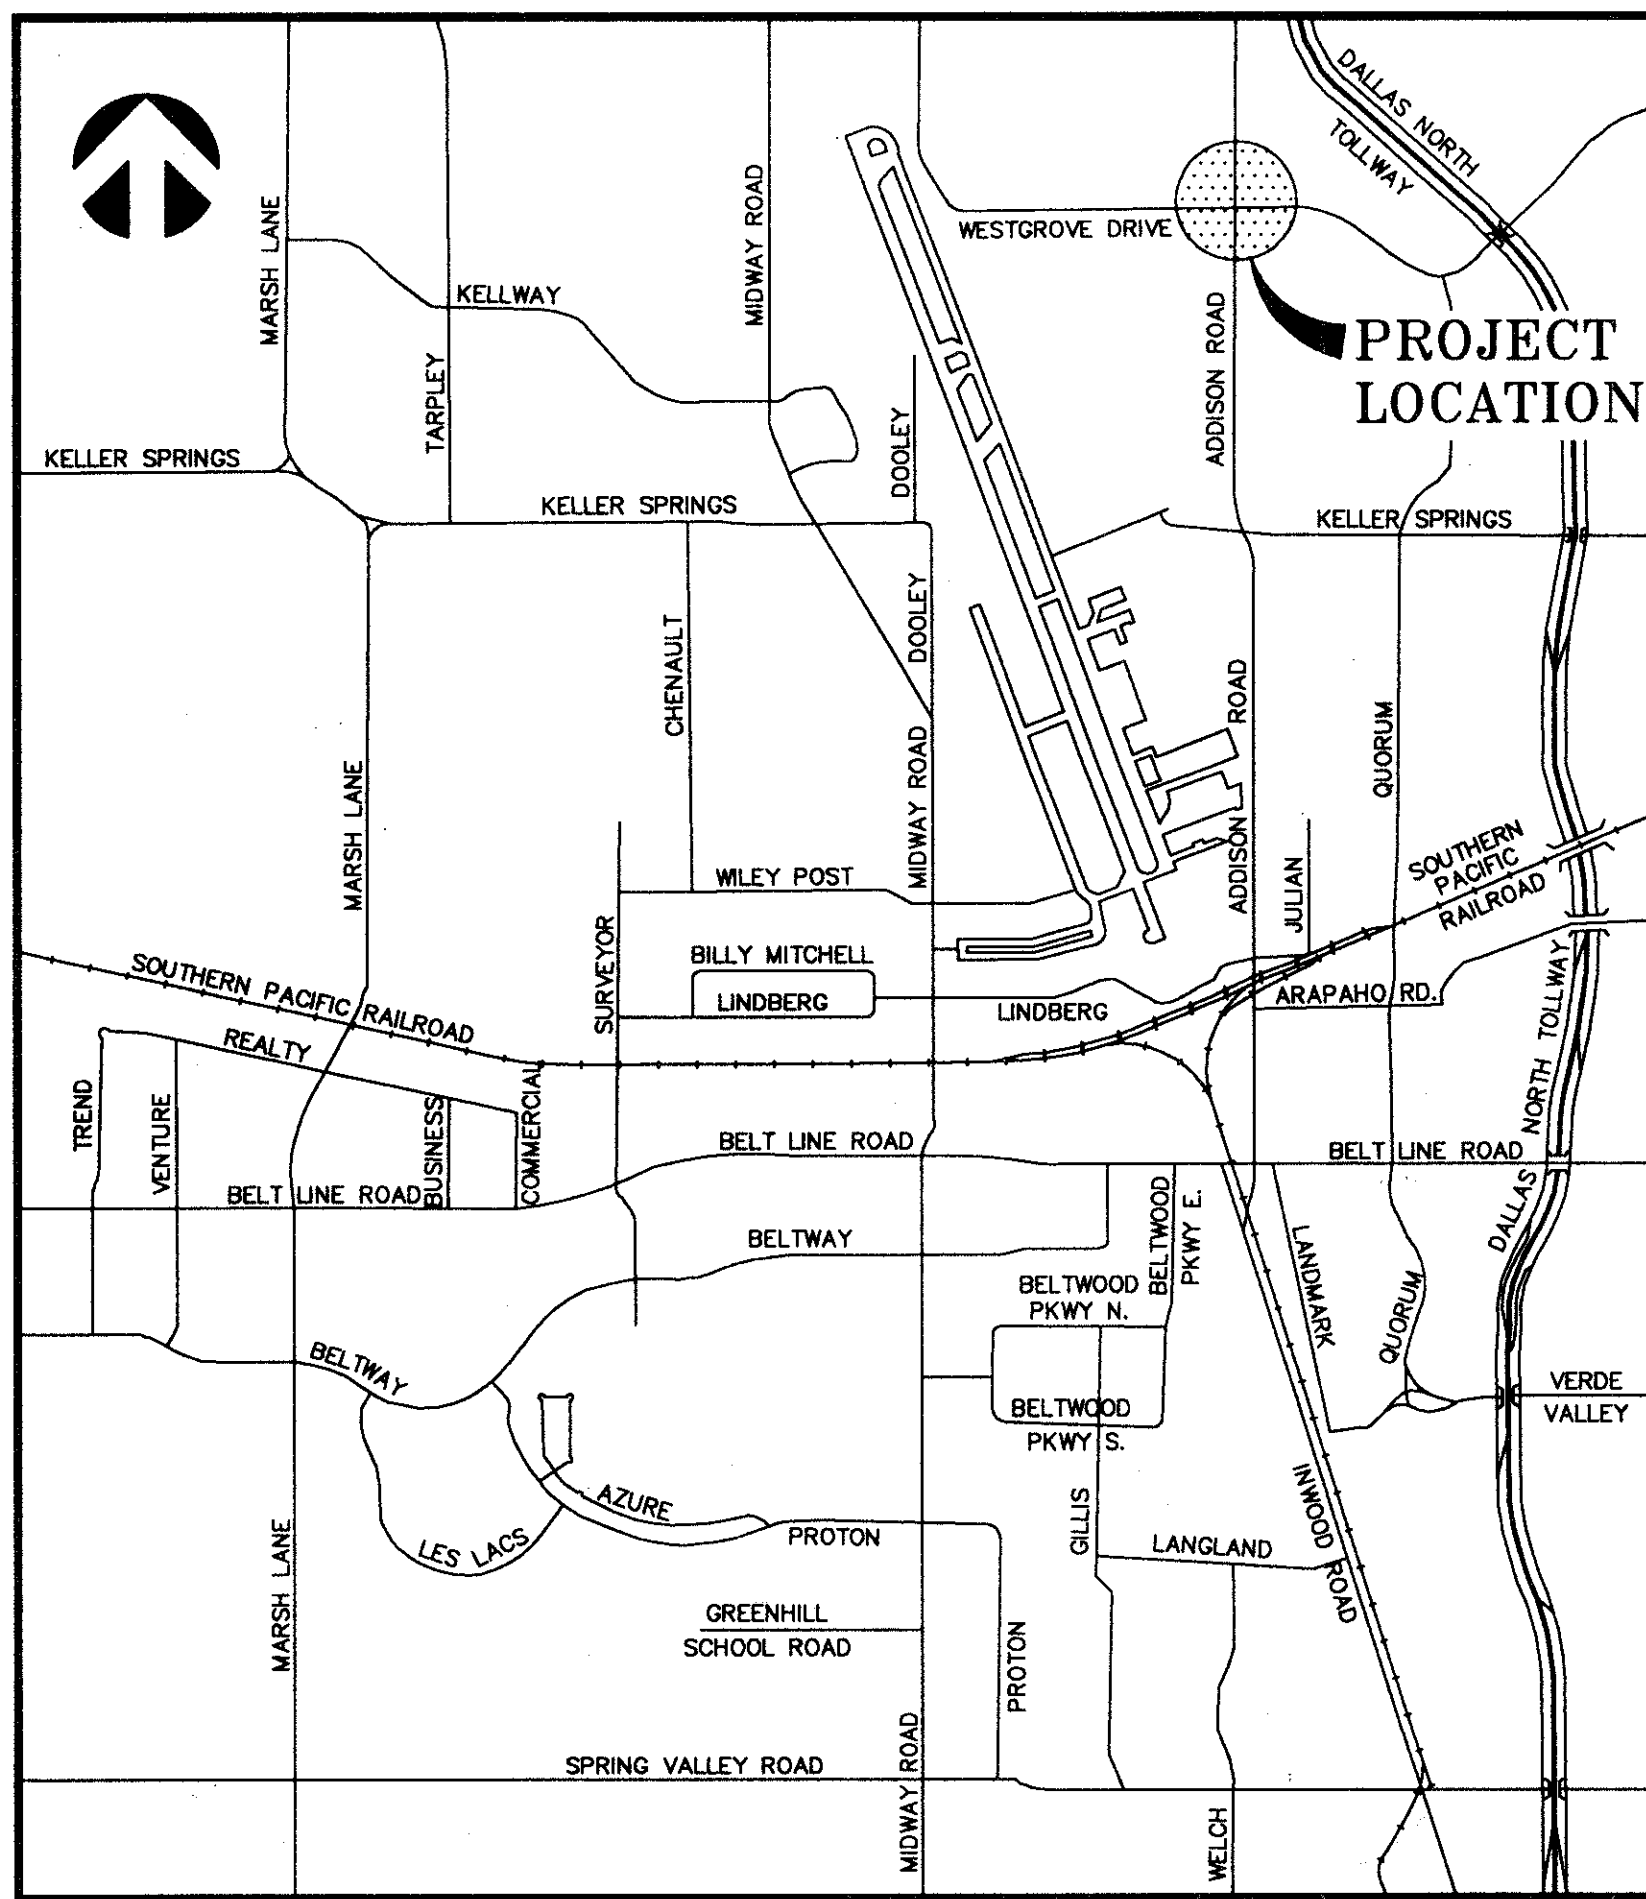 DALLAS NORTH
TOLLWAY
MARSH LANE
MIDWAY ROAD
WESTGROVE DRIVE
KELLWAY
ADDISON ROAD
PROJECT
LOCATION
TARPLEY
DOOLEY
KELLER SPRINGS
KELLER SPRINGS
KELLER SPRINGS
CHENAULT
DOOLEY
ROAD
QUORUM
MARSH LANE
MIDWAY ROAD
ADDISON
SOUTHERN
PACIFIC
RAILROAD
JULIAN
WILEY POST
SURVEYOR
BILLY MITCHELL
LINDBERG
LINDBERG
ARAPAHO RD.
SOUTHERN PACIFIC RAILROAD
REALTY
TREND
VENTURE
BUSINESS
COMMERCIAL
NORTH TOLLWAY
DALLAS
BELT LINE ROAD
BELT LINE ROAD
BELT LINE ROAD
BELTWAY
BELTWOOD
PKWY E.
LANDMARK
QUORUM
BELTWOOD
PKWY N.
BELTWAY
BELTWOOD
PKWY S.
VERDE
VALLEY
INWOOD ROAD
AZURE
LES LACS
PROTON
GILLIS
LANGLAND
MARSH LANE
GREENHILL
SCHOOL ROAD
PROTON
SPRING VALLEY ROAD
MIDWAY ROAD
WELCH